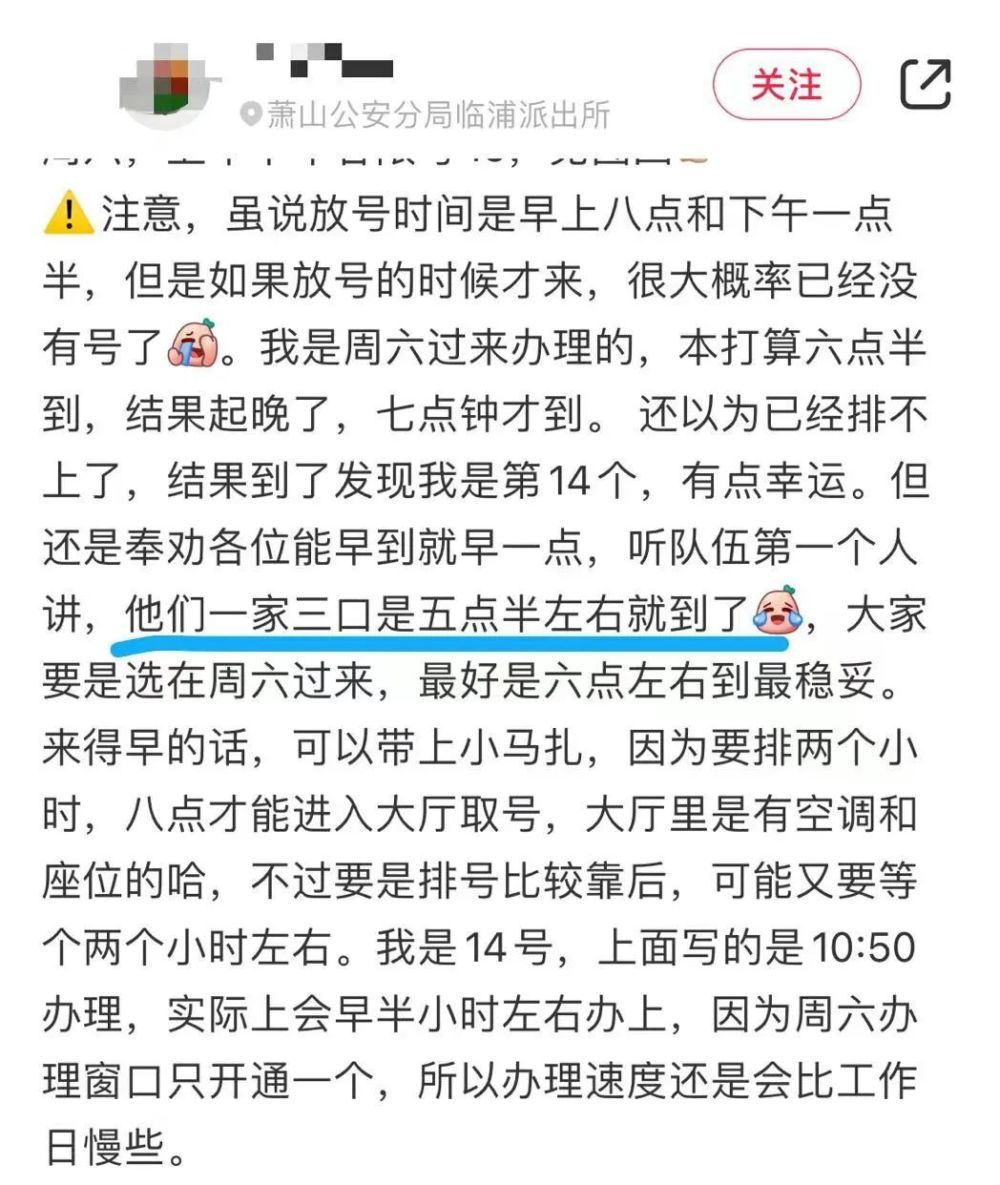 关注
萧山公安分局临浦派出所
注意，虽说放号时间是早上八点和下午一点
半，但是如果放号的时候才来，很大概率已经没
有号了。我是周六过来办理的，本打算六点半
到，结果起晚了，七点钟才到。还以为已经排不
上了，结果到了发现我是第14个，有点幸运。但
还是奉劝各位能早到就早一点，听队伍第一个人
讲，他们一家三口是五点半左右就到了，大家
要是选在周六过来，最好是六点左右到最稳妥。
来得早的话，可以带上小马扎，因为要排两个小
时，八点才能进入大厅取号，大厅里是有空调和
座位的哈，不过要是排号比较靠后，可能又要等
个两个小时左右。我是14号，上面写的是10:50
办理，实际上会早半小时左右办上，因为周六办
理窗口只开通一个，所以办理速度还是会比工作
日慢些。